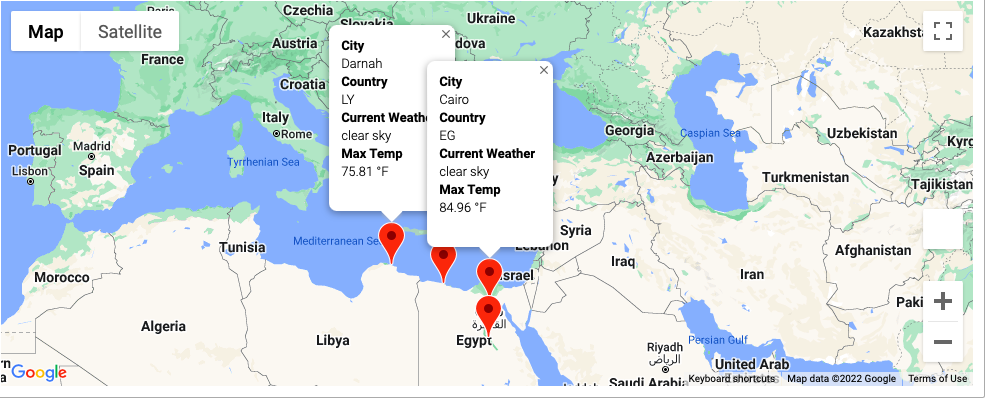 Map
Satellite
Paris
Czechia
Slovakia
Ukraine
Kazakhst
Austria
dova
France
Croatia
City
Darnah
Country
LY
Current Weathe
clear sky
Max Temp
75.81 °F
City
Cairo
Country
EG
Current Weather
clear sky
Max Temp
84.96 °F
Italy
Rome
Georgia
Caspian Sea
Uzbekistan
Kyrg
Portugal
Madrid
Lisbon
Spain
Tyrrhenian Sea
Azerbaijan
Turkmenistan
Tajikistan
y
Tunisia
Mediterranean Se
Syria
Lebanon
Morocco
Israel
Iraq
Iran
Afghanistan
Paki
Algeria
Libya
Egypt
Persian Gulf
Riyadh
الرياض
United Arab
Saudi Arabia
rn
a
Google
Keyboard shortcuts
Map data ©2022 Google
Terms of Use